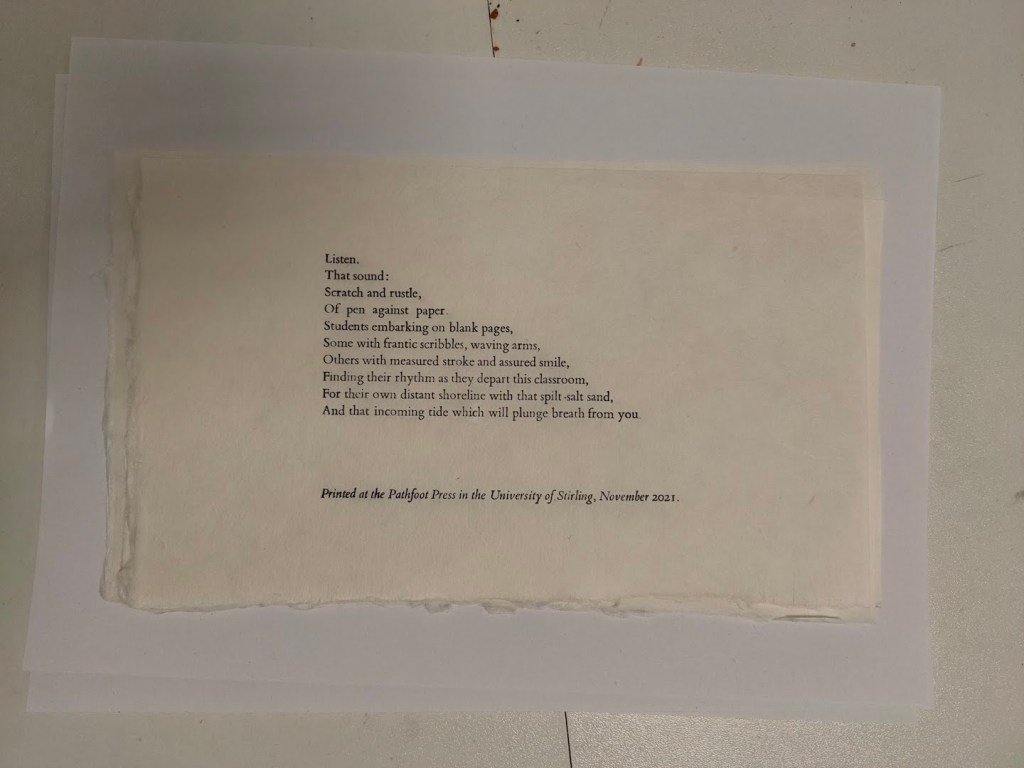 Listen.
That sound:
Scratch and rustle,
Of pen against paper.
Students embarking on blank pages,
Some with frantic scribbles, waving arms,
Others with measured stroke and assured smile,
Finding their rhythm as they depart this classroom,
For their own distant shoreline with that spilt-salt sand,
And that incoming tide which will plunge breath from you.
Printed at the Pathfoot Press in the University of Stirling, November 2021.